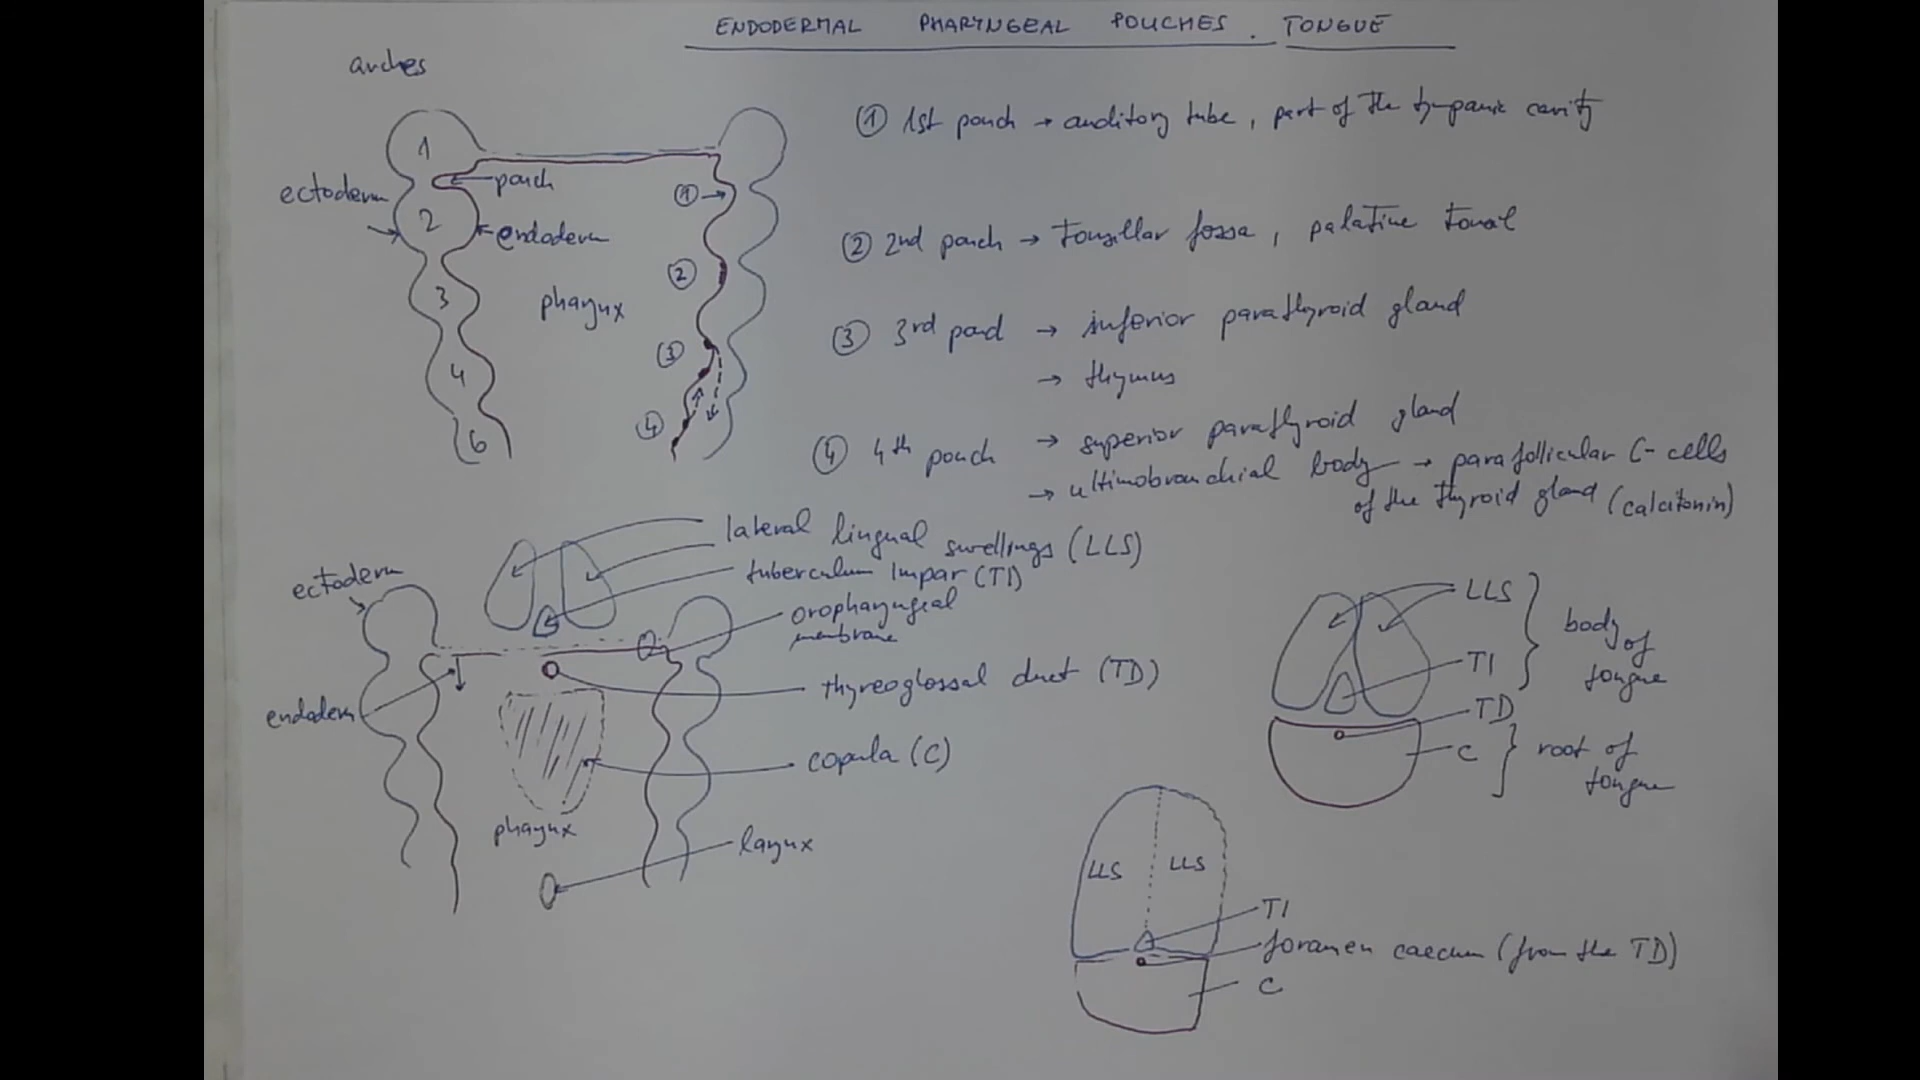 ENDODERMAL PHARYNGEAL POUCHES. TONGUE
arches
1
pouch
ectoderm
2
endoderm
3
pharynx
4
6
①
②
③
④
① 1st pouch → auditory tube, part of the tympanic cavity
② 2nd pouch → tonsillar fossa, palatine tonsil
③ 3rd pouch → inferior parathyroid gland
→ thymus
④ 4th pouch → superior parathyroid gland
→ ultimobranchial body → parafollicular C-cells
of the thyroid gland (calcitonin)
lateral lingual swellings (LLS)
tuberculum impar (TI)
oropharyngeal
membrane
thyreoglossal duct (TD)
copula (C)
larynx
ectoderm
endoderm
pharynx
LLS
TI
body of
tongue
TD
C
root of
tongue
LLS LLS
TI
foramen caecum (from the TD)
C